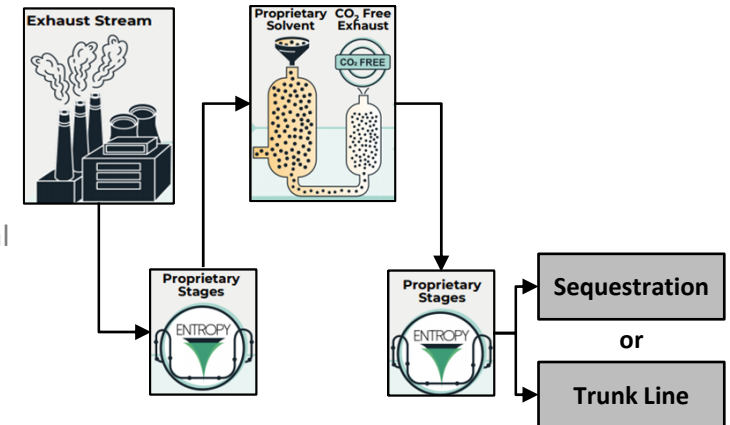 Exhaust Stream
Proprietary
Solvent
CO₂ Free
Exhaust
CO₂ FREE
Proprietary
Stages
ENTROPY
Proprietary
Stages
ENTROPY
Sequestration
or
Trunk Line